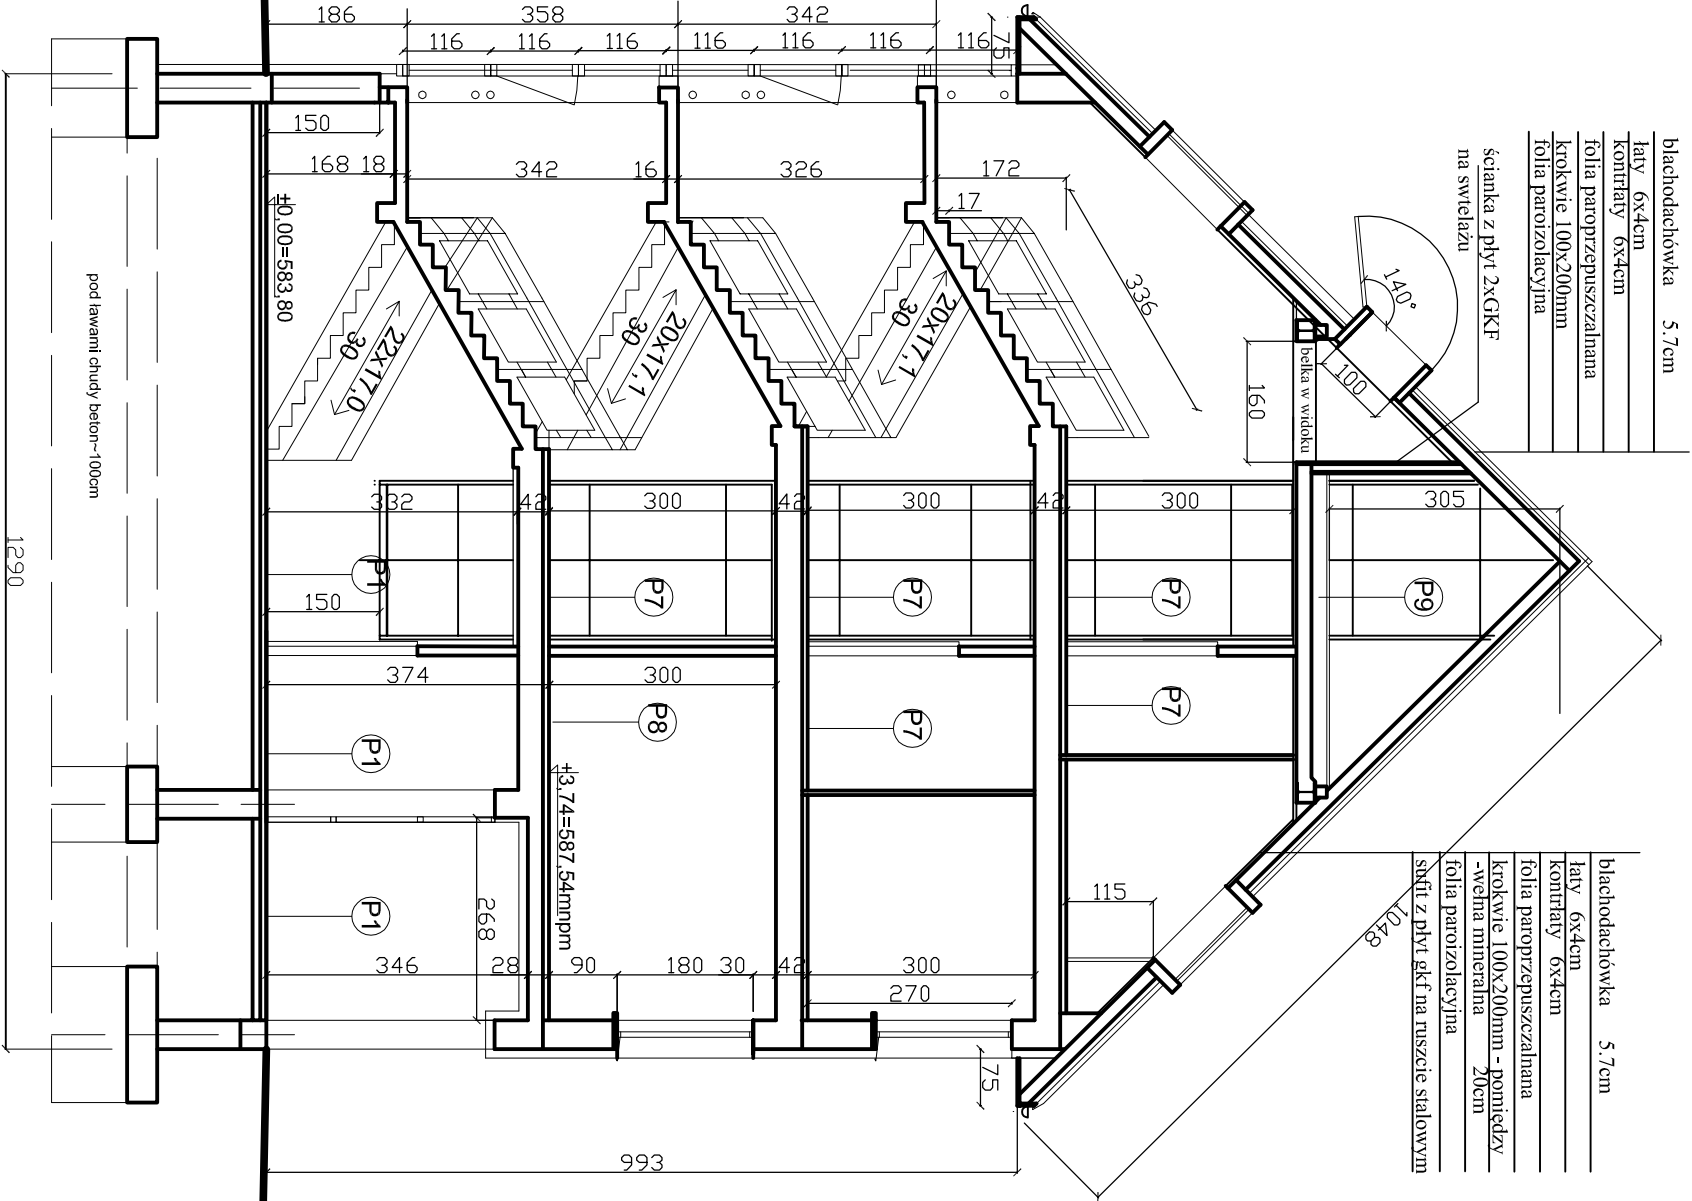 186
358
342
116
116
116
116
116
116
116
75
150
168
18
342
16
326
172
17
336
±0,00=583,80
22x17,0
30
20x17,1
30
20x17,1
30
140°
100
160
belka w widoku
ścianka z płyt 2xGKF
na swtelażu
blachodachówka 5.7cm
łaty 6x4cm
kontrłaty 6x4cm
folia paroprzepuszczalnana
krokwie 100x200mm
folia paroizolacyjna
pod ławami chudy beton~100cm
1290
332
42
300
42
300
42
300
305
P1
P7
P7
P7
P9
150
374
300
P1
P8
P7
P7
+3,74=587,54mnpm
P1
268
115
346
28
90
180
30
42
300
270
75
993
1048
blachodachówka 5.7cm
łaty 6x4cm
kontrłaty 6x4cm
folia paroprzepuszczalnana
krokwie 100x200mm - pomiędzy
-wełna mineralna 20cm
folia paroizolacyjna
sufit z płyt gkf na ruszcie stalowym